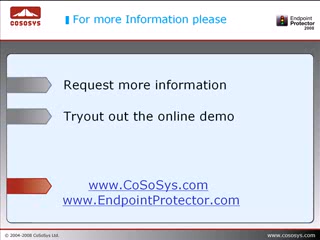 COSOSYS
For more Information please
Endpoint
Protector
2008
Request more information
Tryout out the online demo
www.CoSoSys.com
www.EndpointProtector.com
© 2004-2008 CoSoSys Ltd.
www.cososys.com